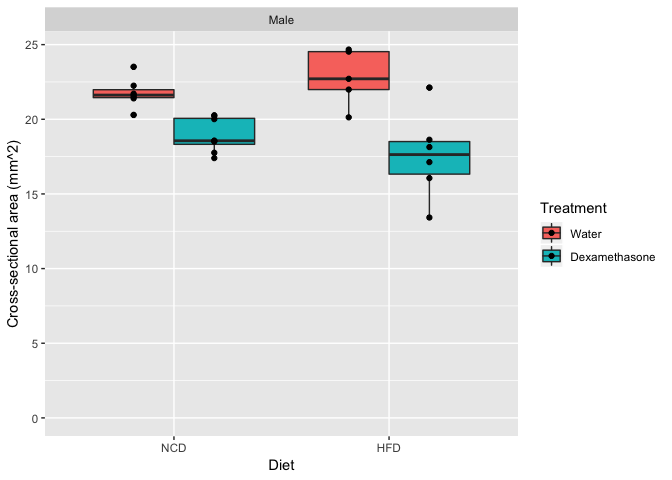 Male
25
20
15
10
5
0
Cross-sectional area (mm^2)
NCD
HFD
Diet
Treatment
Water
Dexamethasone